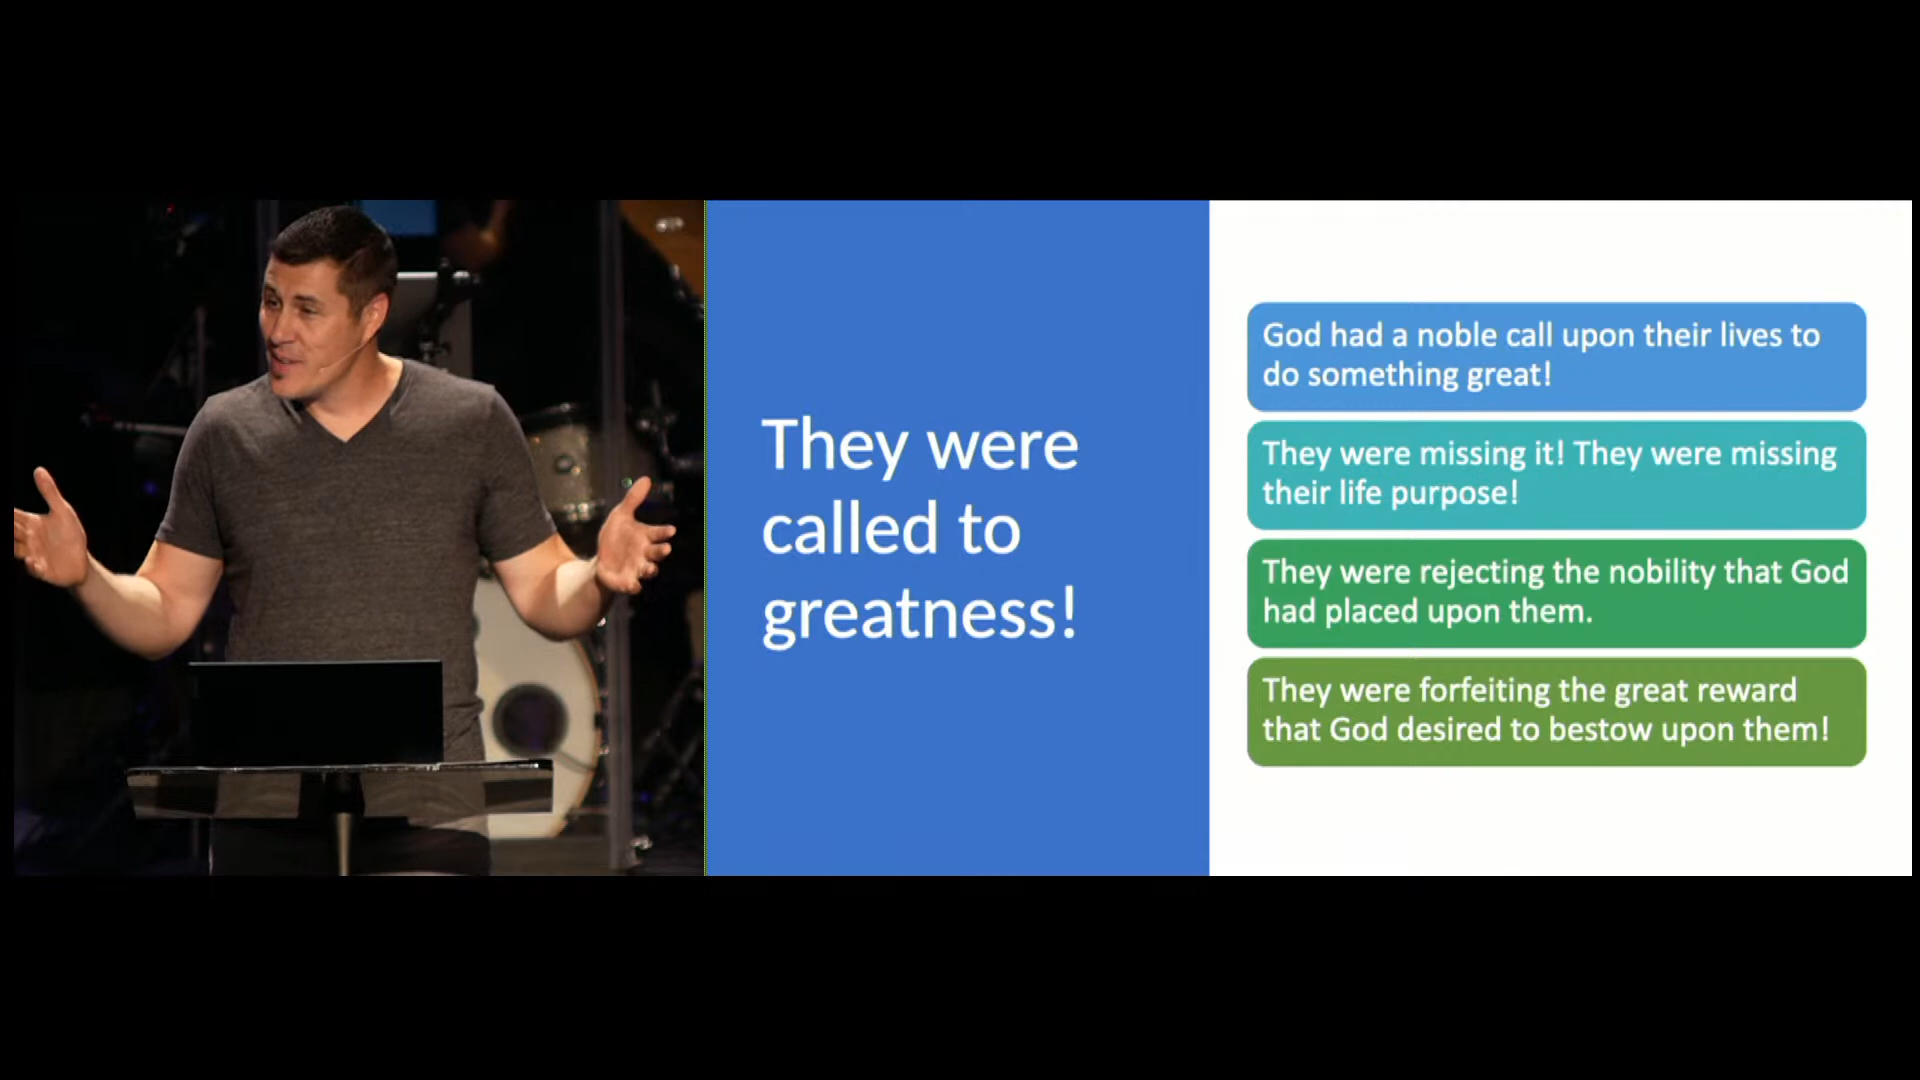 They were
called to
greatness!
God had a noble call upon their lives to
do something great!
They were missing it! They were missing
their life purpose!
They were rejecting the nobility that God
had placed upon them.
They were forfeiting the great reward
that God desired to bestow upon them!